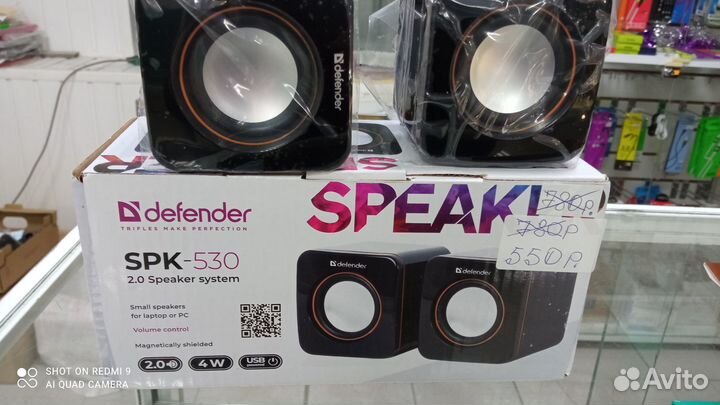 defender
defender
TRIFLES MAKE PERFECTION
SPEAK
780р.
780р
550р.
SPK-530
2.0 Speaker system
Small speakers
for laptop or PC
Volume control
Magnetically shielded
2.0
4W
USB
defender
defender
SHOT ON REDMI 9
AI QUAD CAMERA
Avito